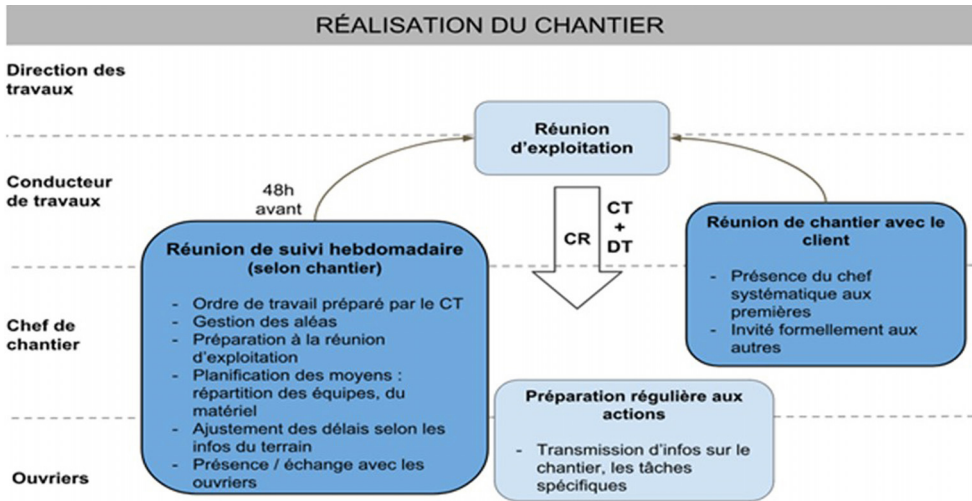 RÉALISATION DU CHANTIER
Direction des
travaux
Réunion
d'exploitation
Conducteur
de travaux
48h
avant
CR
CT
+
DT
Réunion de suivi hebdomadaire
(selon chantier)
- Ordre de travail préparé par le CT
- Gestion des aléas
- Préparation à la réunion
d'exploitation
- Planification des moyens :
répartition des équipes, du
matériel
- Ajustement des délais selon les
infos du terrain
- Présence / échange avec les
ouvriers
Réunion de chantier avec le
client
- Présence du chef
systématique aux
premières
- Invité formellement aux
autres
Chef de
chantier
Préparation régulière aux
actions
- Transmission d'infos sur le
chantier, les tâches
spécifiques
Ouvriers